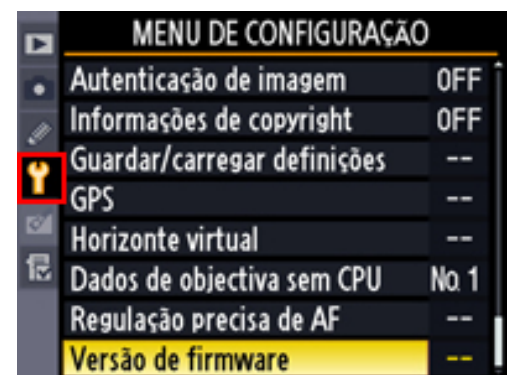 MENU DE CONFIGURAÇÃO
Autenticação de imagem OFF
Informações de copyright OFF
Guardar/carregar definições --
GPS --
Horizonte virtual --
Dados de objectiva sem CPU No. 1
Regulação precisa de AF --
Versão de firmware --